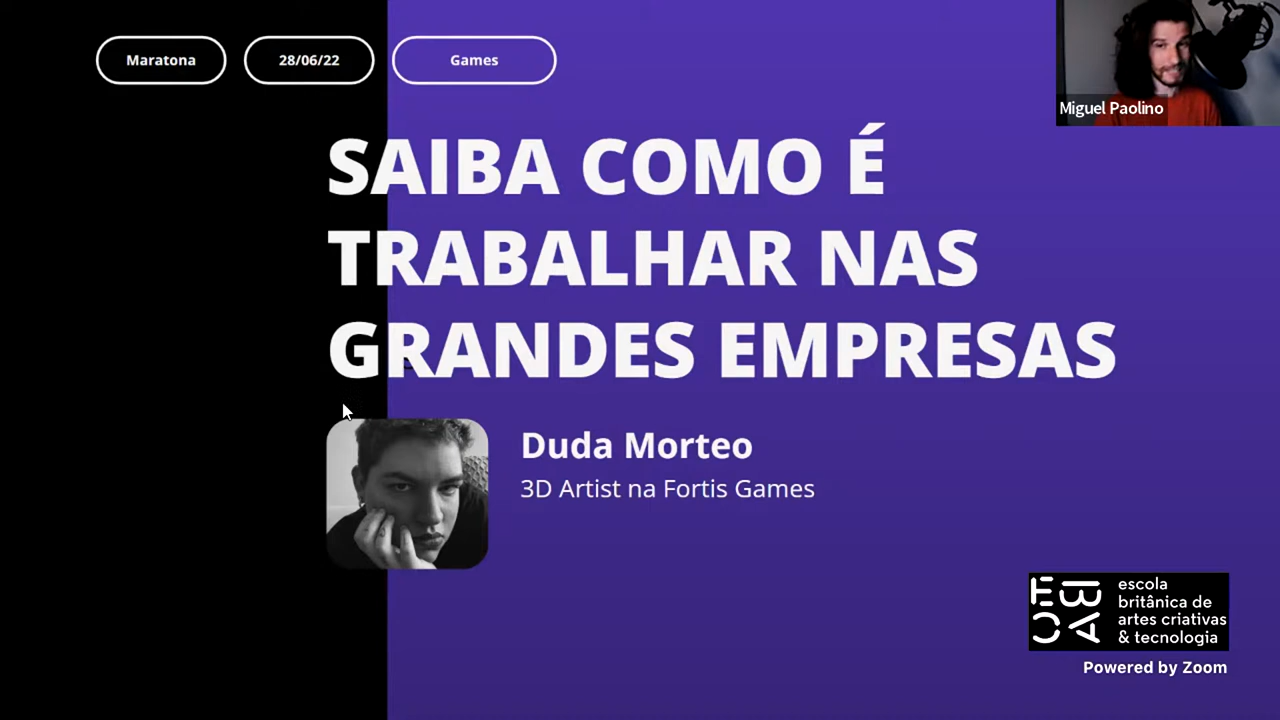 Maratona
28/06/22
Games
Miguel Paolino
SAIBA COMO É
TRABALHAR NAS
GRANDES EMPRESAS
Duda Morteo
3D Artist na Fortis Games
EBAC
escola
britânica de
artes criativas
& tecnologia
Powered by Zoom